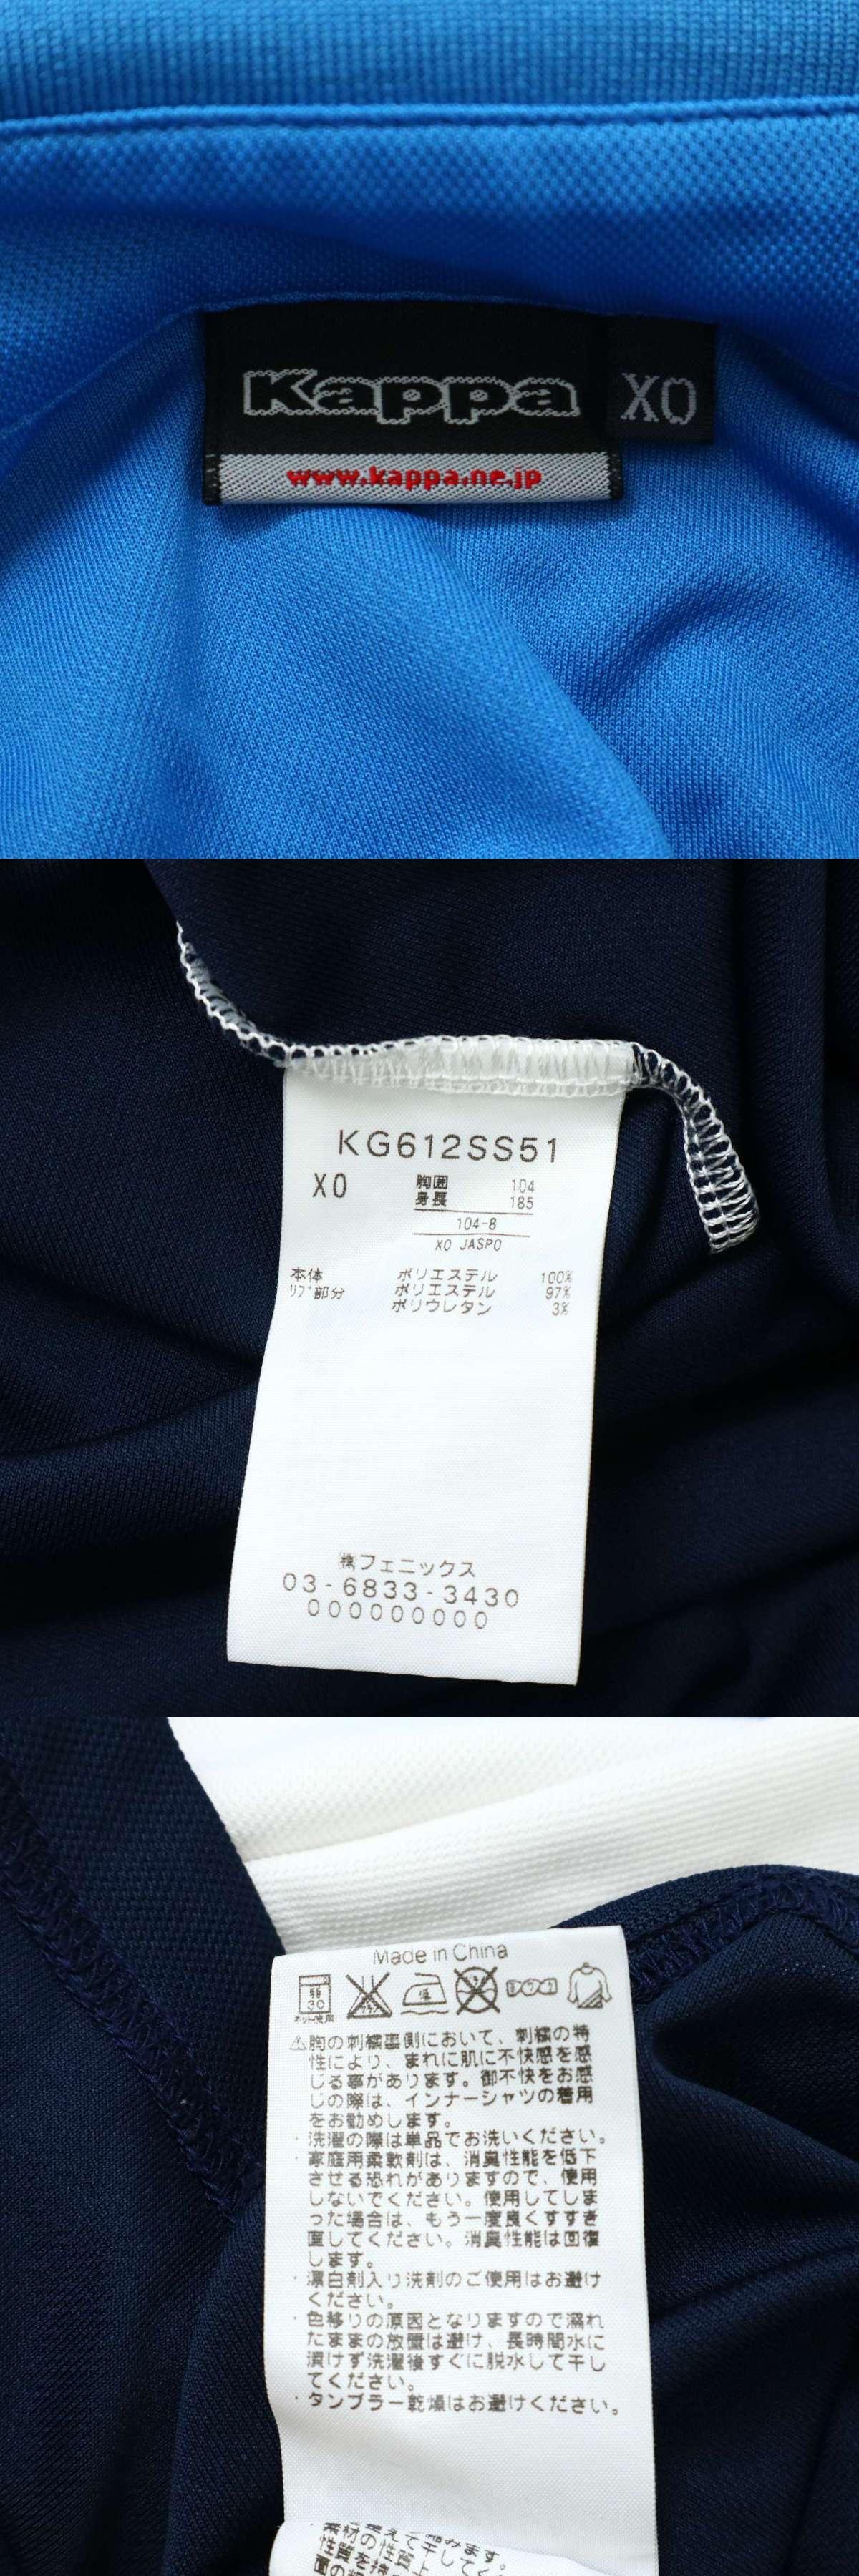 Kappa
XO
www.kappa.ne.jp
KG612SS51
XO 胸囲 104
身長 185
104-8
XO JASPO
本体 ポリエステル 100%
リブ部分 ポリエステル 97%
ポリウレタン 3%
㈱フェニックス
03-6833-3430
000000000
Made in China
ネット使用
⚠胸の刺繍裏側において、刺繍の特
性により、まれに肌に不快感を感
じる事があります。御不快をお感
じの際は、インナーシャツの着用
をお勧めします。
・洗濯の際は単品でお洗いください。
・家庭用柔軟剤は、消臭性能を低下
させる恐れがありますので、使用
しないでください。使用してしま
った場合は、もう一度良くすすぎ
直してください。消臭性能は回復
します。
・漂白剤入り洗剤のご使用はお避け
ください。
・色移りの原因となりますので濡れ
たままの放置は避け、長時間水に
漬けず洗濯後すぐに脱水して干し
てください。
・タンブラー乾燥はお避けください。